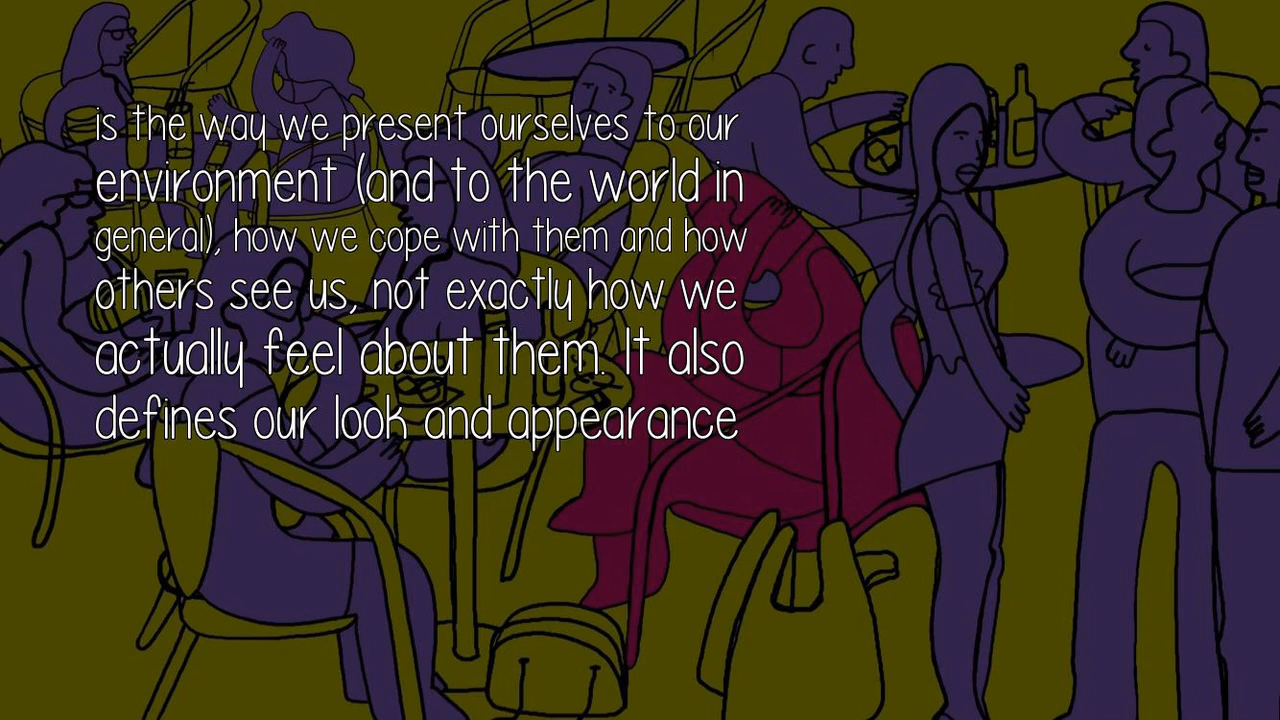 is the way we present ourselves to our
environment (and to the world in
general), how we cope with them and how
others see us, not exactly how we
actually feel about them. It also
defines our look and appearance